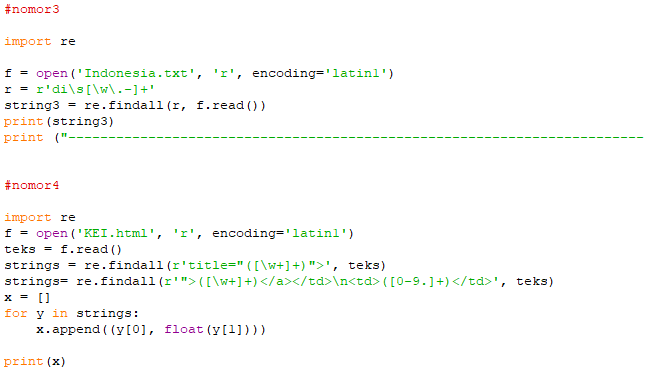 #nomor3
import re
f = open('Indonesia.txt', 'r', encoding='latin1')
r = r'di\s[\w\.-]+'
string3 = re.findall(r, f.read())
print(string3)
print ("------------------------------------------------------------------------
#nomor4
import re
f = open('KEI.html', 'r', encoding='latin1')
teks = f.read()
strings = re.findall(r'title="([\w+]+)">', teks)
strings= re.findall(r'">([\w+]+)</a></td>\n<td>([0-9.]+)</td>', teks)
x = []
for y in strings:
    x.append((y[0], float(y[1])))
print(x)